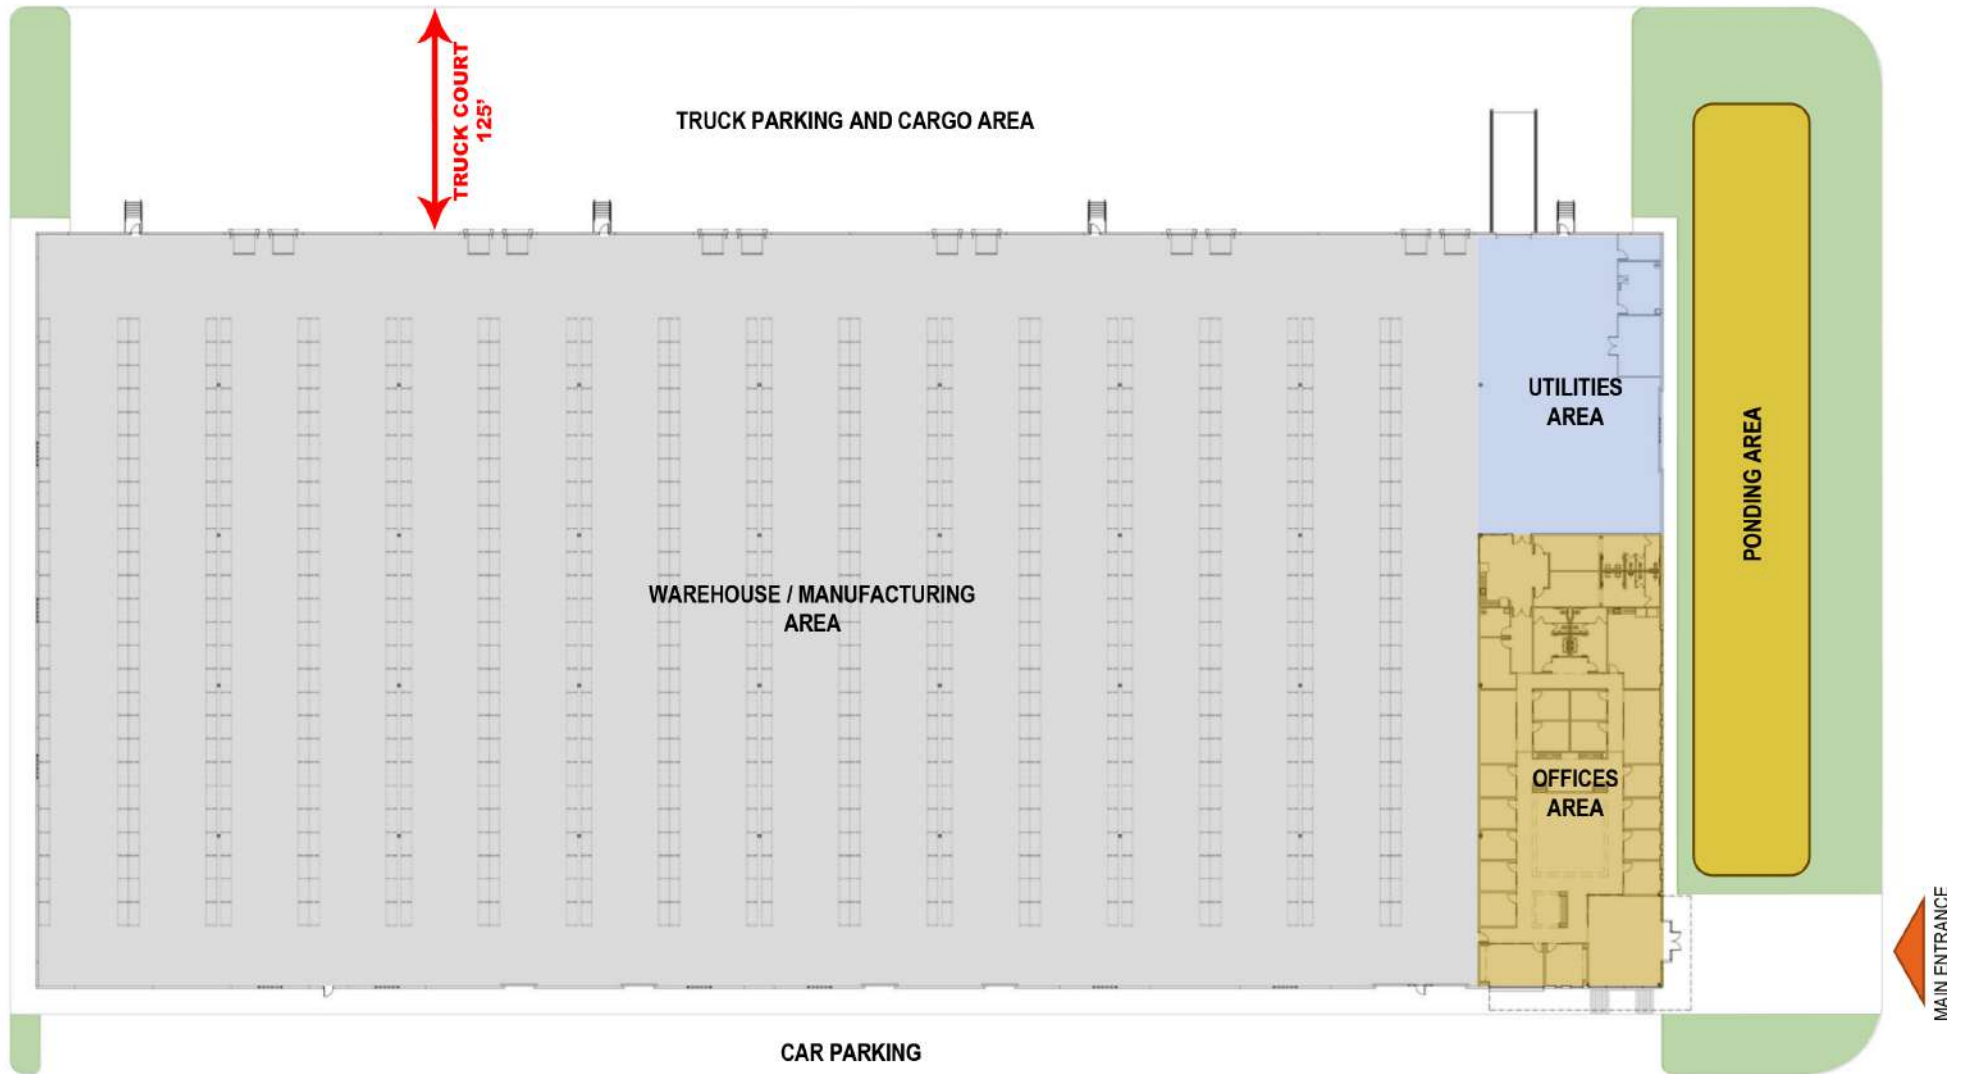 TRUCK COURT
125'
TRUCK PARKING AND CARGO AREA
UTILITIES
AREA
PONDING AREA
WAREHOUSE / MANUFACTURING
AREA
OFFICES
AREA
MAIN ENTRANCE
CAR PARKING